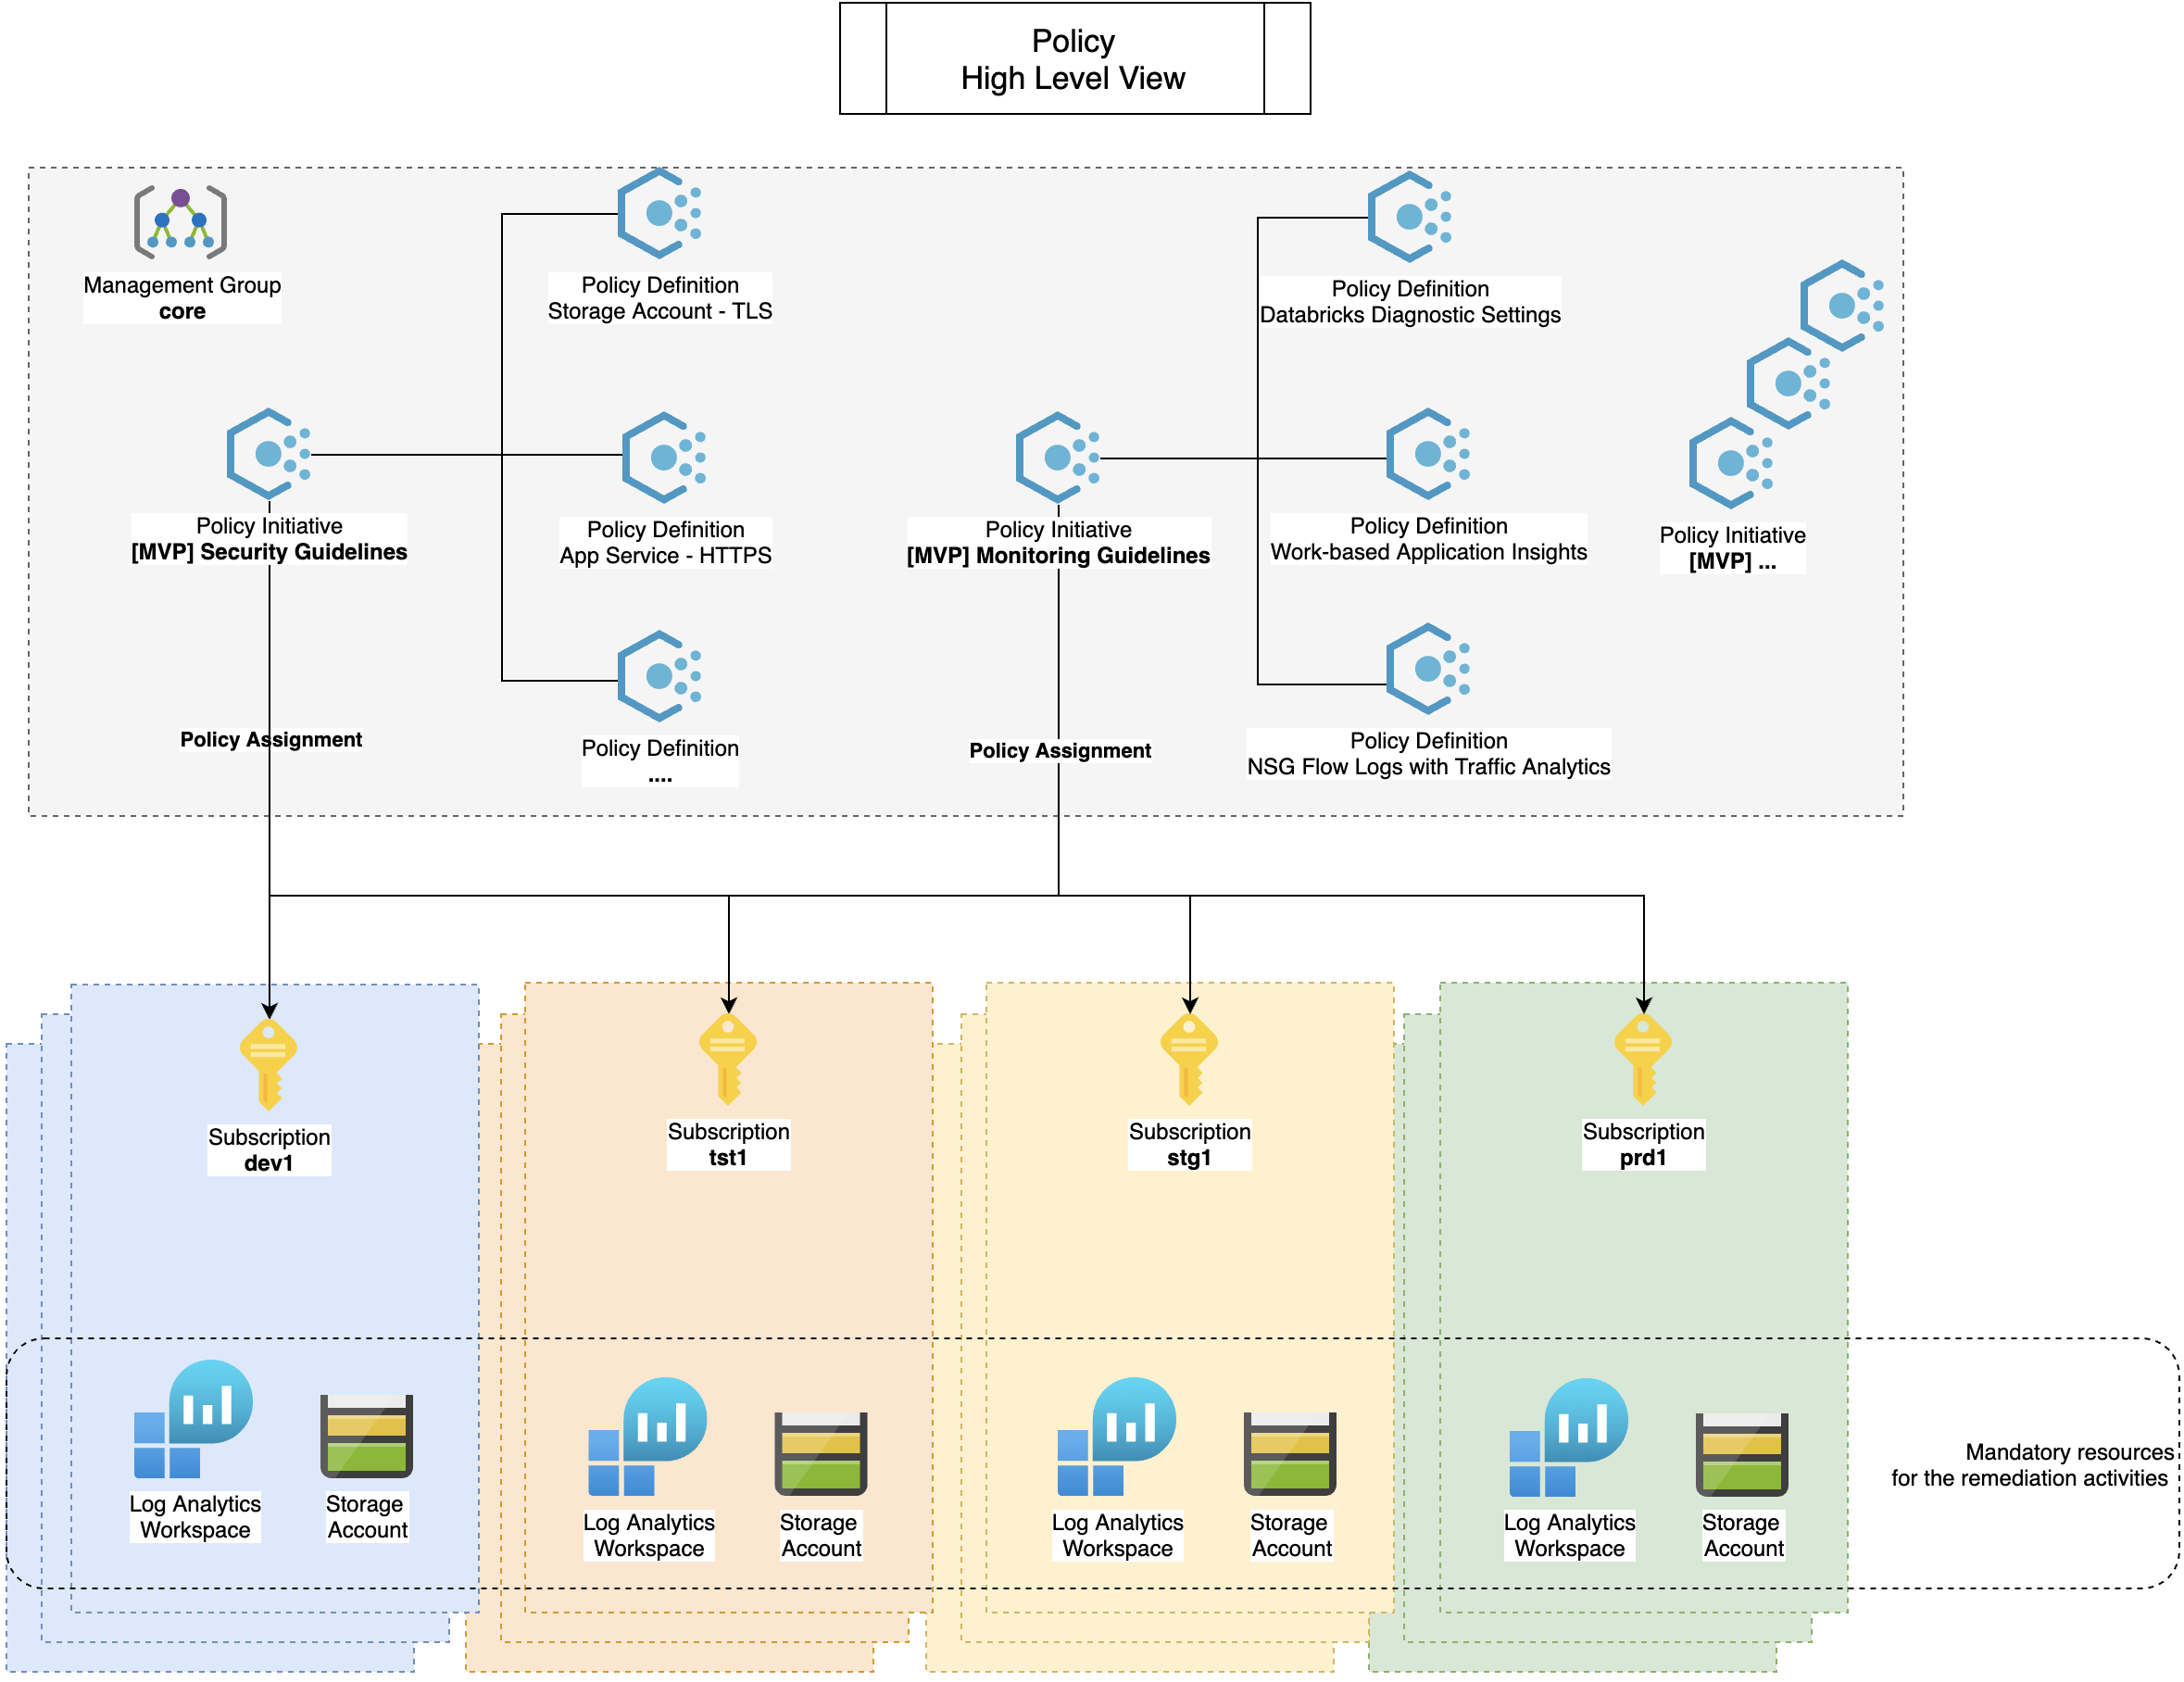 Policy
High Level View
Management Group
core
Policy Definition
Storage Account - TLS
Policy Definition
Databricks Diagnostic Settings
Policy Initiative
[MVP] Security Guidelines
Policy Definition
App Service - HTTPS
Policy Initiative
[MVP] Monitoring Guidelines
Policy Definition
Work-based Application Insights
Policy Initiative
[MVP] ...
Policy Assignment
Policy Definition
....
Policy Assignment
Policy Definition
NSG Flow Logs with Traffic Analytics
Subscription
dev1
Subscription
tst1
Subscription
stg1
Subscription
prd1
Log Analytics
Workspace
Storage
Account
Log Analytics
Workspace
Storage
Account
Log Analytics
Workspace
Storage
Account
Log Analytics
Workspace
Storage
Account
Mandatory resources
for the remediation activities